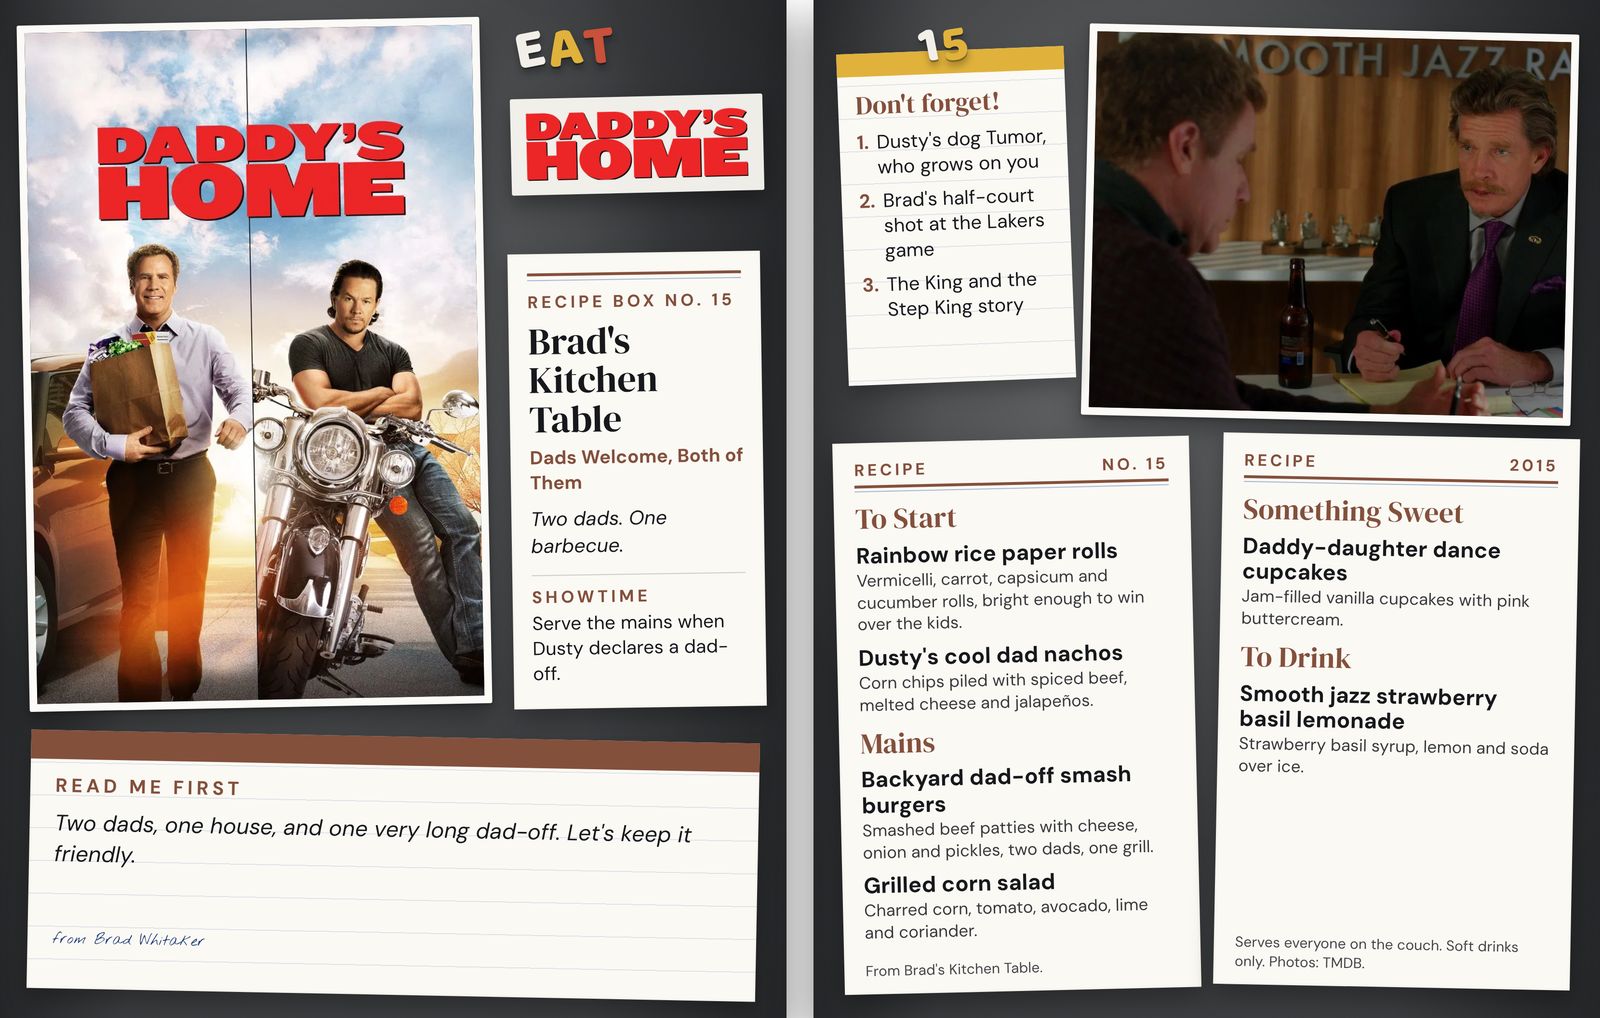 DADDY'S
HOME
EAT
DADDY'S
HOME
RECIPE BOX NO. 15
Brad's
Kitchen
Table
Dads Welcome, Both of
Them
Two dads. One
barbecue.
SHOWTIME
Serve the mains when
Dusty declares a dad-
off.
READ ME FIRST
Two dads, one house, and one very long dad-off. Let's keep it
friendly.
from Brad Whitaker
15
Don't forget!
1. Dusty's dog Tumor,
who grows on you
2. Brad's half-court
shot at the Lakers
game
3. The King and the
Step King story
MOOTH JAZZ RA
RECIPE NO. 15
To Start
Rainbow rice paper rolls
Vermicelli, carrot, capsicum and
cucumber rolls, bright enough to win
over the kids.
Dusty's cool dad nachos
Corn chips piled with spiced beef,
melted cheese and jalapeños.
Mains
Backyard dad-off smash
burgers
Smashed beef patties with cheese,
onion and pickles, two dads, one grill.
Grilled corn salad
Charred corn, tomato, avocado, lime
and coriander.
From Brad's Kitchen Table.
RECIPE 2015
Something Sweet
Daddy-daughter dance
cupcakes
Jam-filled vanilla cupcakes with pink
buttercream.
To Drink
Smooth jazz strawberry
basil lemonade
Strawberry basil syrup, lemon and soda
over ice.
Serves everyone on the couch. Soft drinks
only. Photos: TMDB.